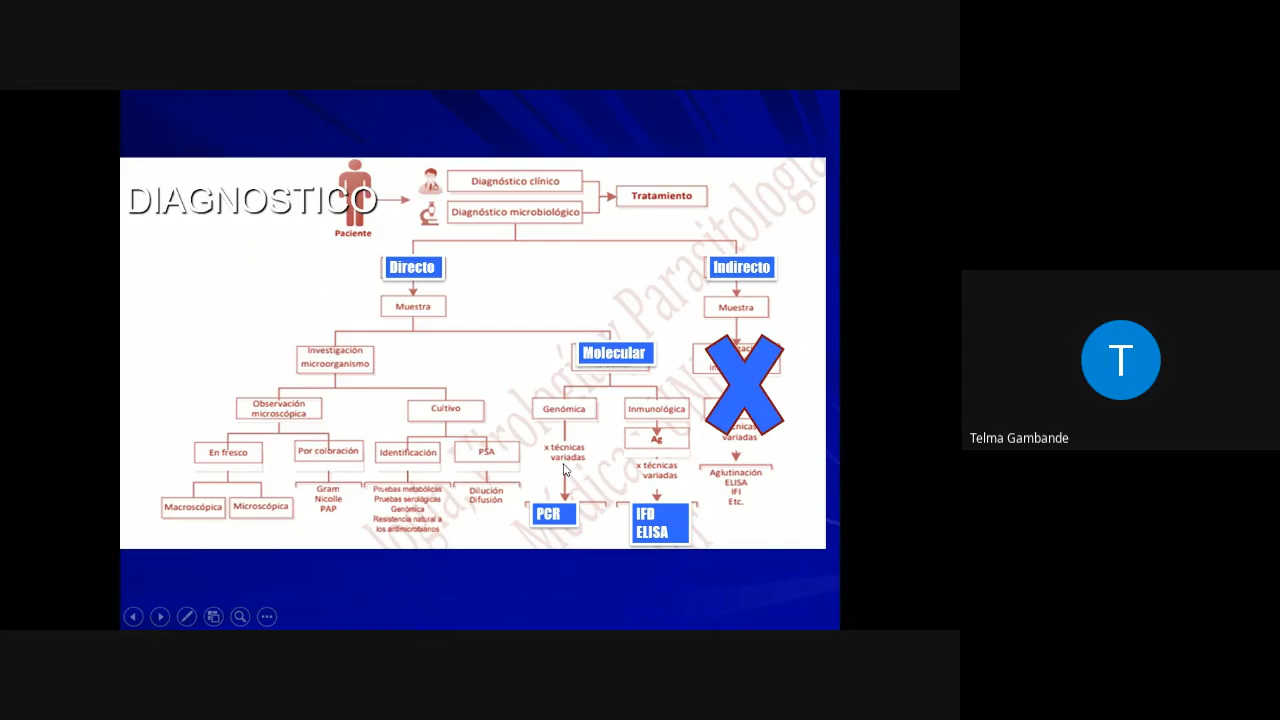 DIAGNOSTICO
Paciente
Diagnóstico clínico
Diagnóstico microbiológico
Tratamiento
Directo
Indirecto
Muestra
Muestra
Investigación
microorganismo
Molecular
Observación
microscópica
Cultivo
Genómica
Inmunológica
Ag
En fresco
Por coloración
Identificación
PSA
x técnicas
variadas
x técnicas
variadas
variadas
Macroscópica
Microscópica
Gram
Nicolle
PAP
Pruebas metabólicas
Pruebas serológicas
Genómica
Resistencia natural a
los antimicrobianos
Dilución
Difusión
PCR
IFD
ELISA
Aglutinación
ELISA
IFI
Etc.
T
Telma Gambande